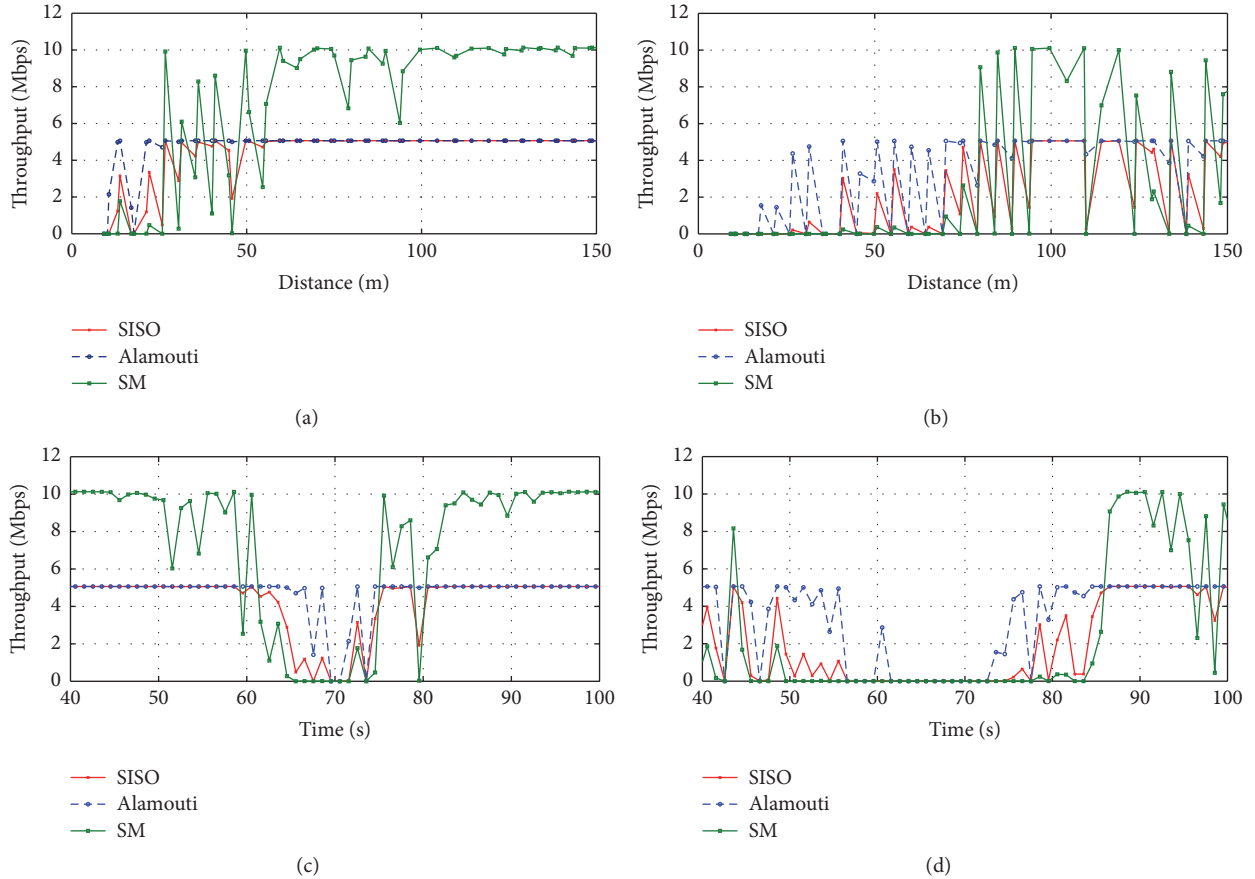 12
10
8
6
4
2
0
Throughput (Mbps)
0
50
100
150
Distance (m)
SISO
Alamouti
SM
(a)
12
10
8
6
4
2
0
Throughput (Mbps)
0
50
100
150
Distance (m)
SISO
Alamouti
SM
(b)
12
10
8
6
4
2
0
Throughput (Mbps)
40
50
60
70
80
90
100
Time (s)
SISO
Alamouti
SM
(c)
12
10
8
6
4
2
0
Throughput (Mbps)
40
50
60
70
80
90
100
Time (s)
SISO
Alamouti
SM
(d)